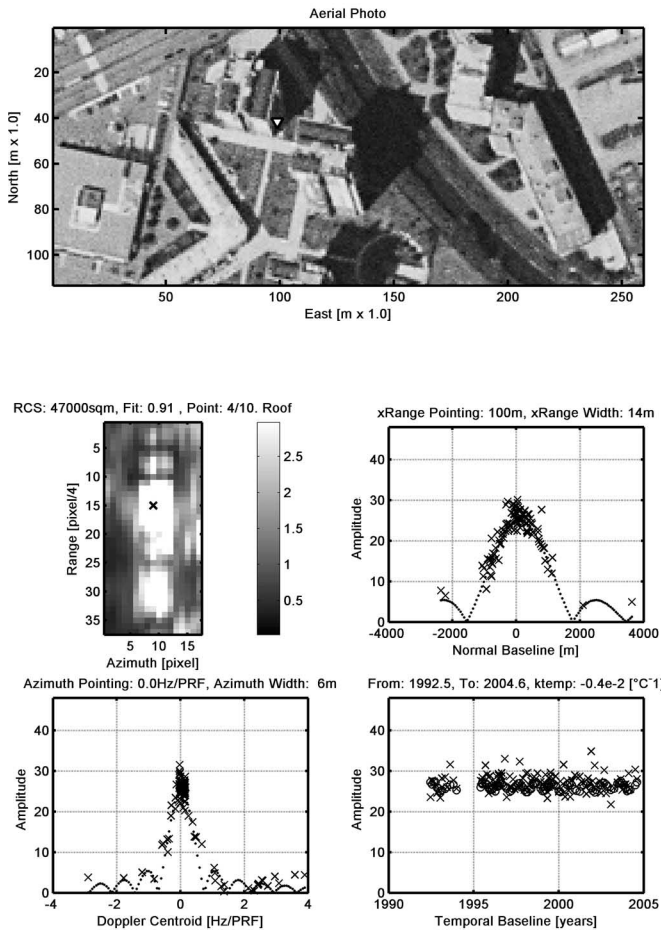 Aerial Photo
20
40
60
80
100
North [m x 1.0]
50 100 150 200 250
East [m x 1.0]
RCS: 47000sqm, Fit: 0.91 , Point: 4/10. Roof
5
10
15
20
25
30
35
Range [pixel/4]
5 10 15
Azimuth [pixel]
2.5
2
1.5
1
0.5
xRange Pointing: 100m, xRange Width: 14m
40
30
20
10
0
Amplitude
-4000 -2000 0 2000 4000
Normal Baseline [m]
Azimuth Pointing: 0.0Hz/PRF, Azimuth Width: 6m
40
30
20
10
0
Amplitude
-4 -2 0 2 4
Doppler Centroid [Hz/PRF]
From: 1992.5, To: 2004.6, ktemp: -0.4e-2 [°C⁻1]
40
30
20
10
0
Amplitude
1990 1995 2000 2005
Temporal Baseline [years]